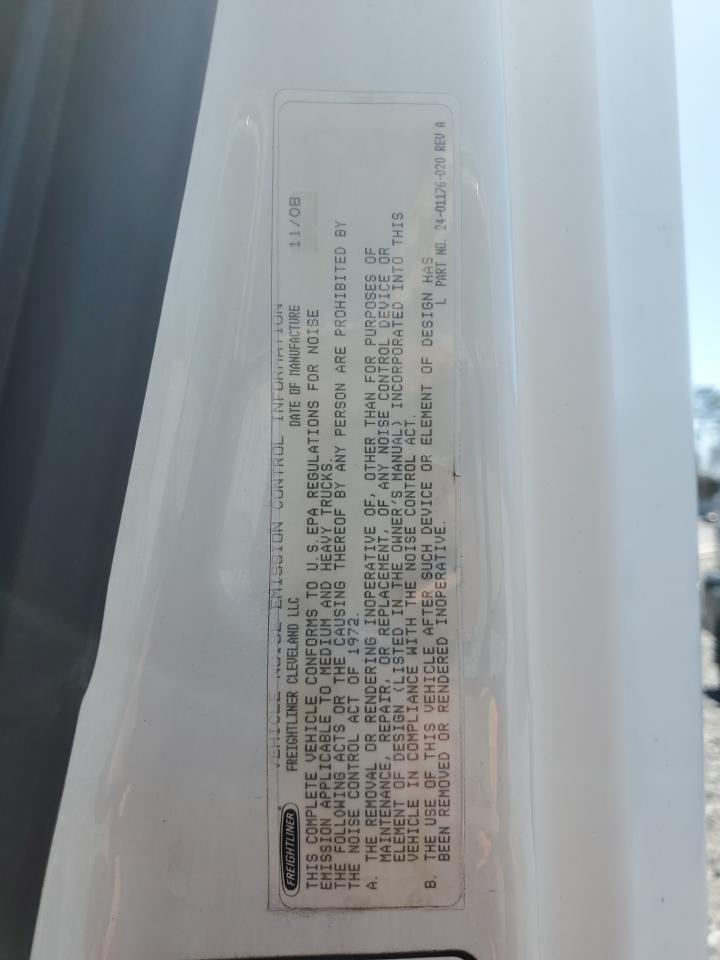 VEHICLE NOISE EMISSION CONTROL INFORMATION
FREIGHTLINER
FREIGHTLINER CLEVELAND LLC DATE OF MANUFACTURE 11/08
THIS COMPLETE VEHICLE CONFORMS TO U.S. EPA REGULATIONS FOR NOISE
EMISSION APPLICABLE TO MEDIUM AND HEAVY TRUCKS.
THE FOLLOWING ACTS OR THE CAUSING THEREOF BY ANY PERSON ARE PROHIBITED BY
THE NOISE CONTROL ACT OF 1972.
A. THE REMOVAL OR RENDERING INOPERATIVE OF, OTHER THAN FOR PURPOSES OF
MAINTENANCE, REPAIR, OR REPLACEMENT, OF ANY NOISE CONTROL DEVICE OR
ELEMENT OF DESIGN (LISTED IN THE OWNER'S MANUAL) INCORPORATED INTO THIS
VEHICLE IN COMPLIANCE WITH THE NOISE CONTROL ACT.
B. THE USE OF THIS VEHICLE AFTER SUCH DEVICE OR ELEMENT OF DESIGN HAS
BEEN REMOVED OR RENDERED INOPERATIVE. L PART NO. 24-01176-020 REV A